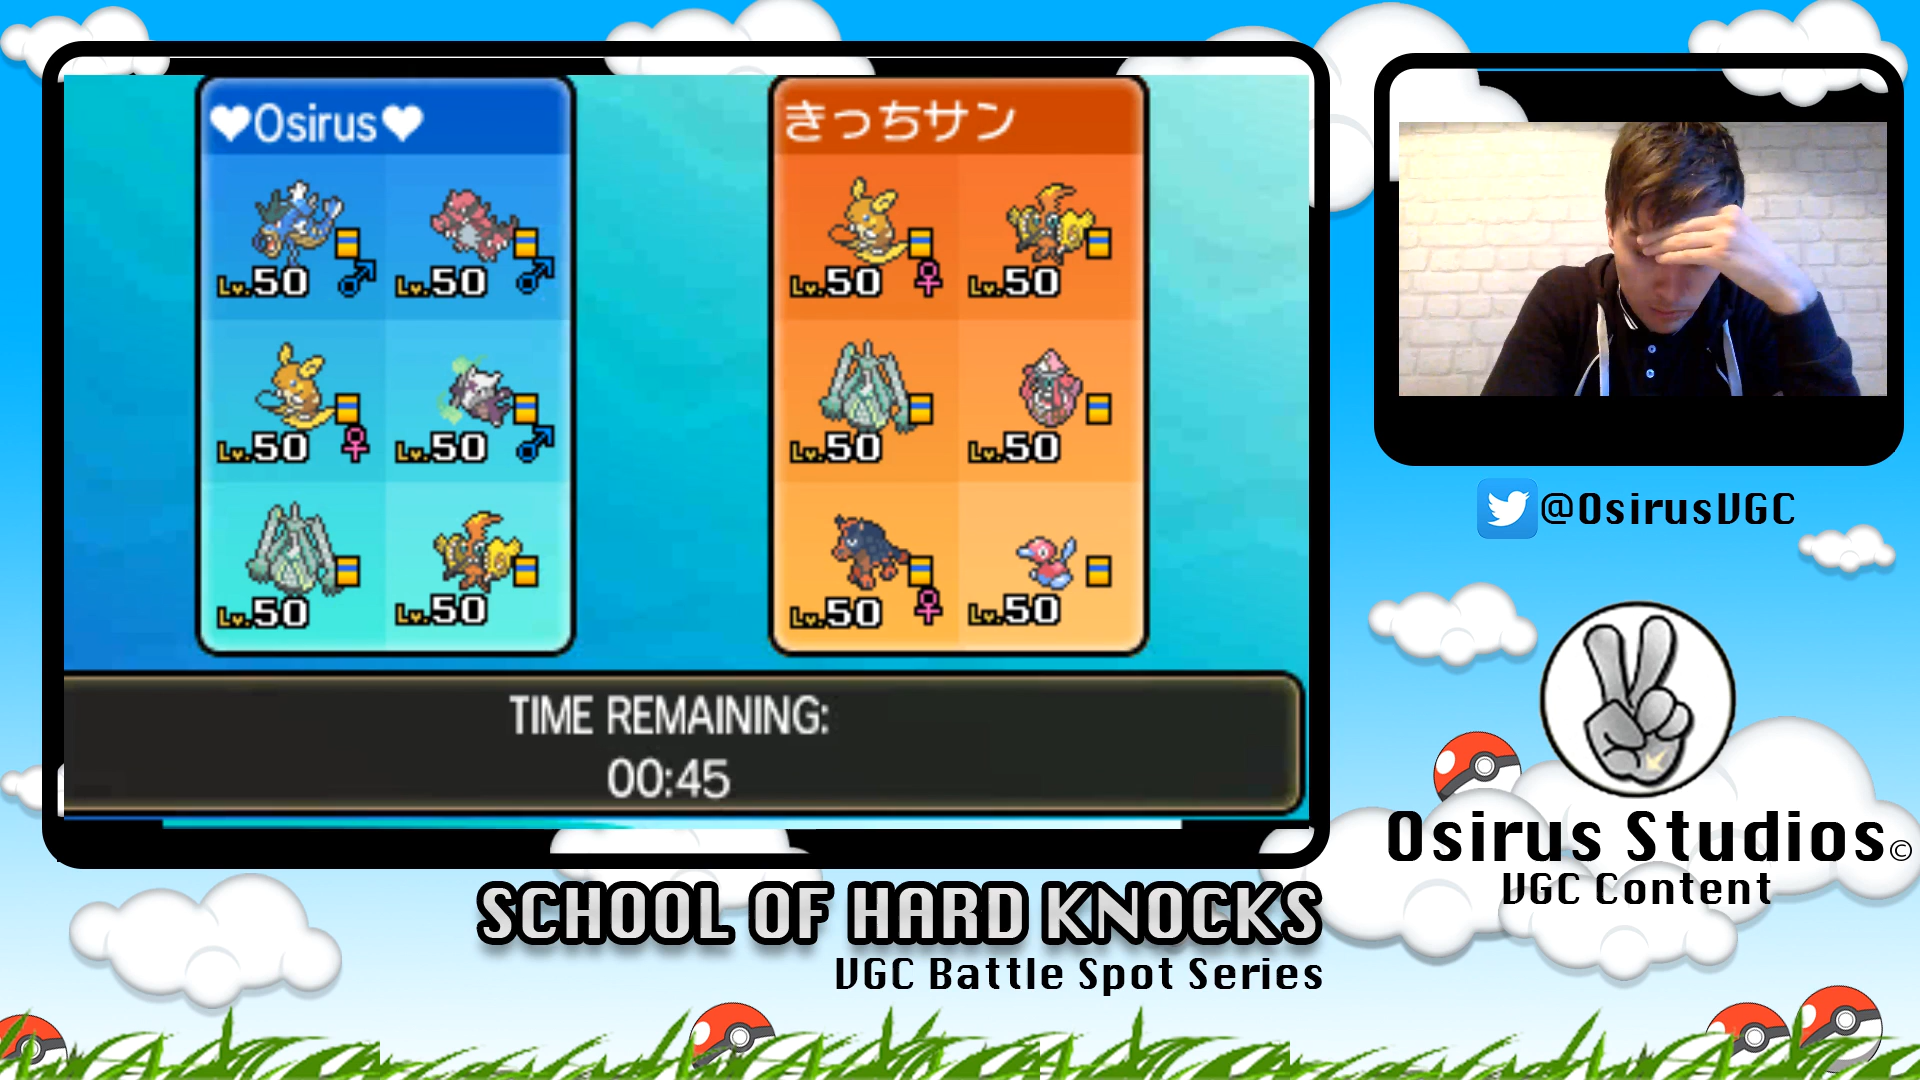 ♥Osirus♥
Lv.50 Lv.50
Lv.50 Lv.50
Lv.50 Lv.50
きっちサン
Lv.50 Lv.50
Lv.50 Lv.50
Lv.50 Lv.50
TIME REMAINING:
00:45
@OsirusVGC
Osirus Studios©
VGC Content
SCHOOL OF HARD KNOCKS
VGC Battle Spot Series